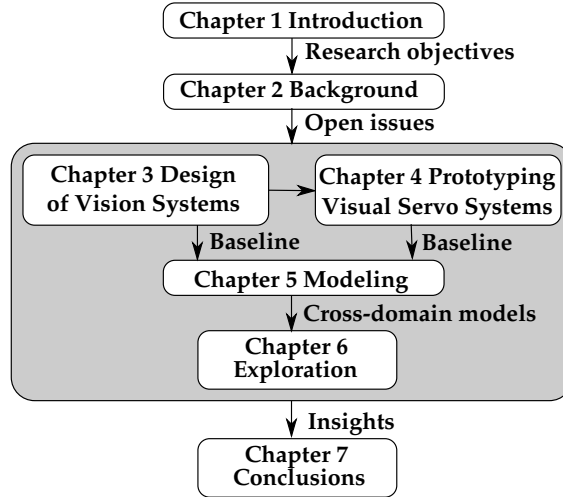 Chapter 1 Introduction
Research objectives
Chapter 2 Background
Open issues
Chapter 3 Design
of Vision Systems
Chapter 4 Prototyping
Visual Servo Systems
Baseline
Baseline
Chapter 5 Modeling
Cross-domain models
Chapter 6
Exploration
Insights
Chapter 7
Conclusions